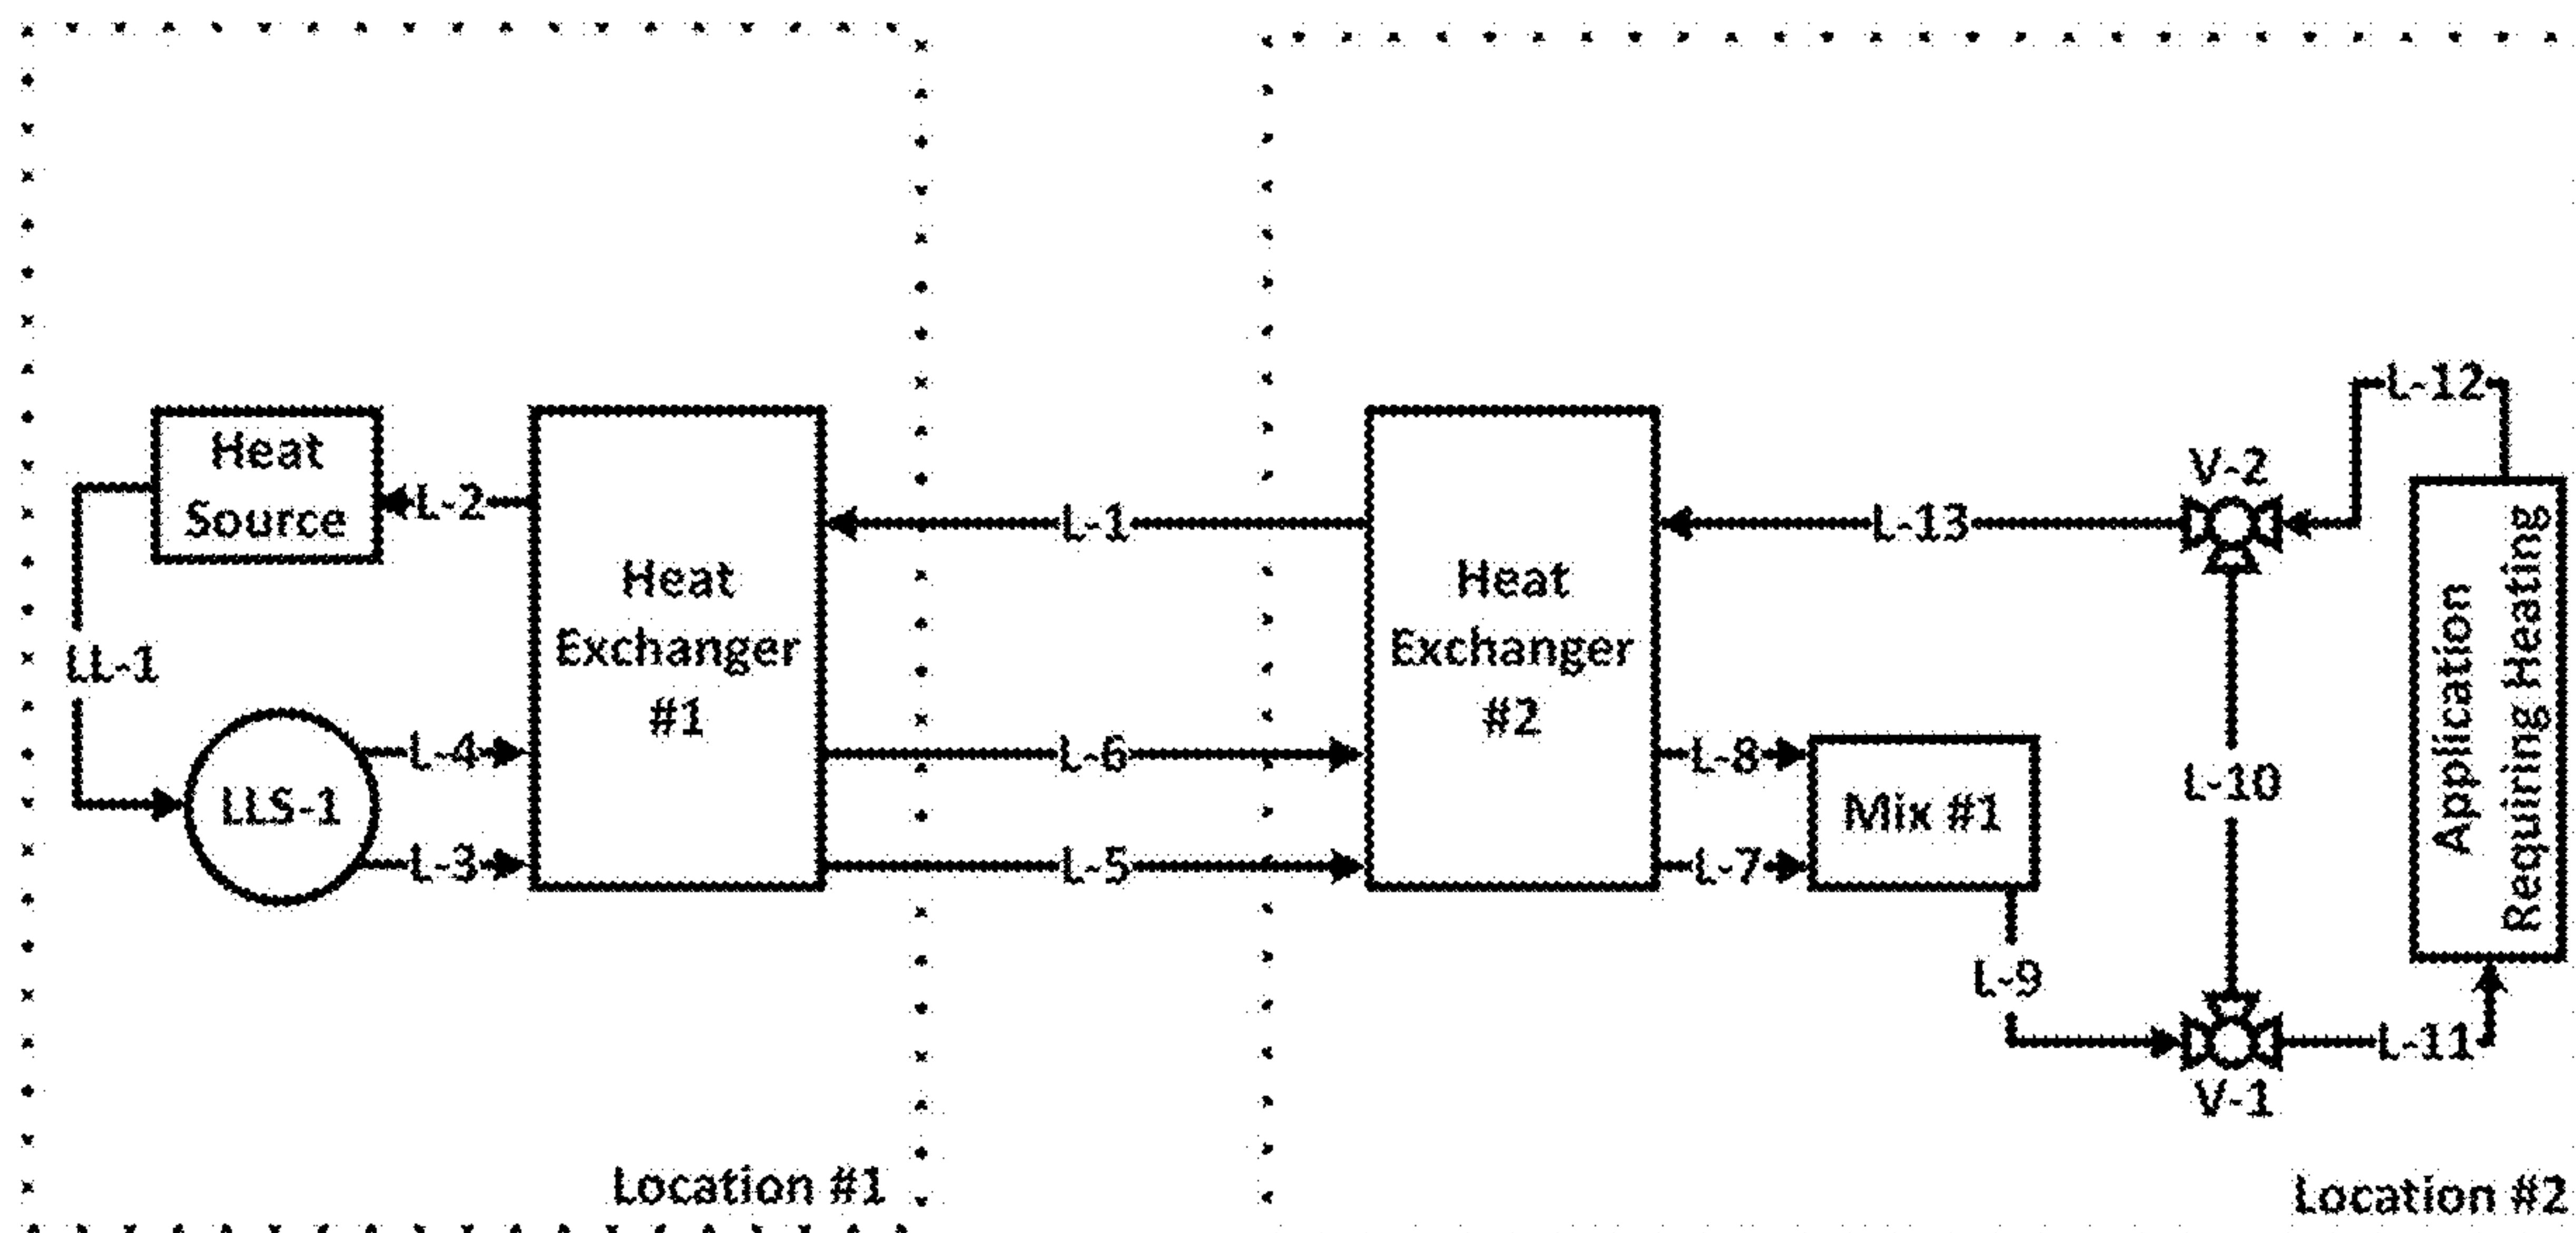 L-12
Heat
Source
L-2
V-2
L-1
L-13
Heat
Exchanger
#1
Heat
Exchanger
#2
Application
Requiring Heating
LL-1
L-4
L-6
L-8
L-10
LLS-1
Mix #1
L-3
L-5
L-7
L-9
L-11
V-1
Location #1
Location #2